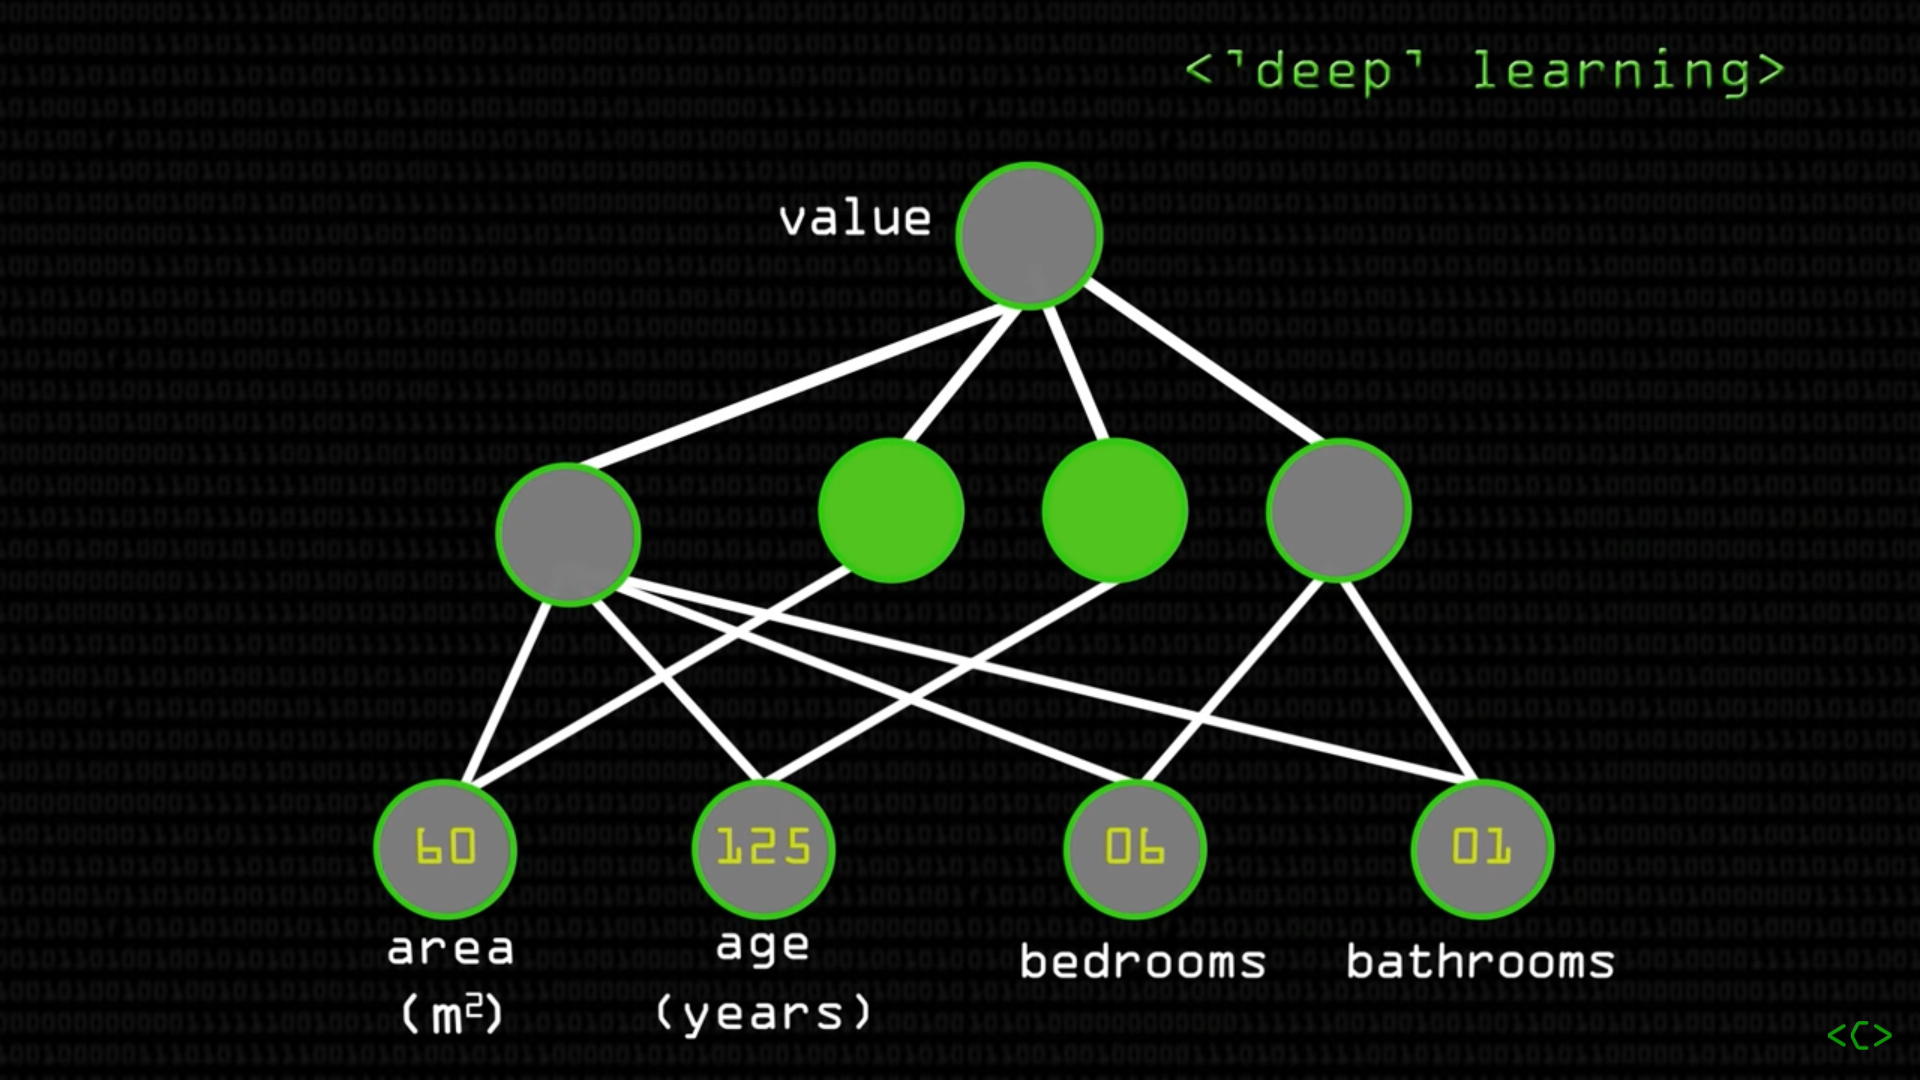 <'deep' learning>
value
60
125
06
01
area
(m²)
age
(years)
bedrooms
bathrooms
<C>